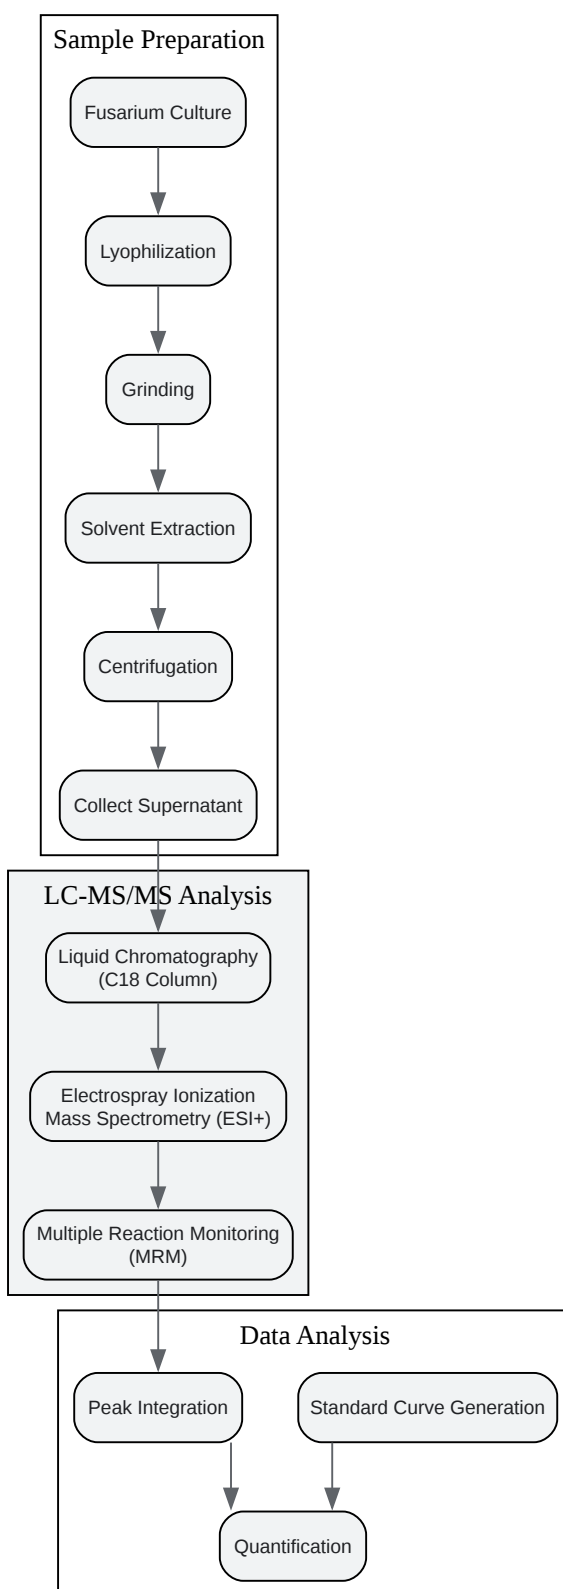 Sample Preparation
Fusarium Culture
Lyophilization
Grinding
Solvent Extraction
Centrifugation
Collect Supernatant
LC-MS/MS Analysis
Liquid Chromatography
(C18 Column)
Electrospray Ionization
Mass Spectrometry (ESI+)
Multiple Reaction Monitoring
(MRM)
Data Analysis
Peak Integration
Standard Curve Generation
Quantification